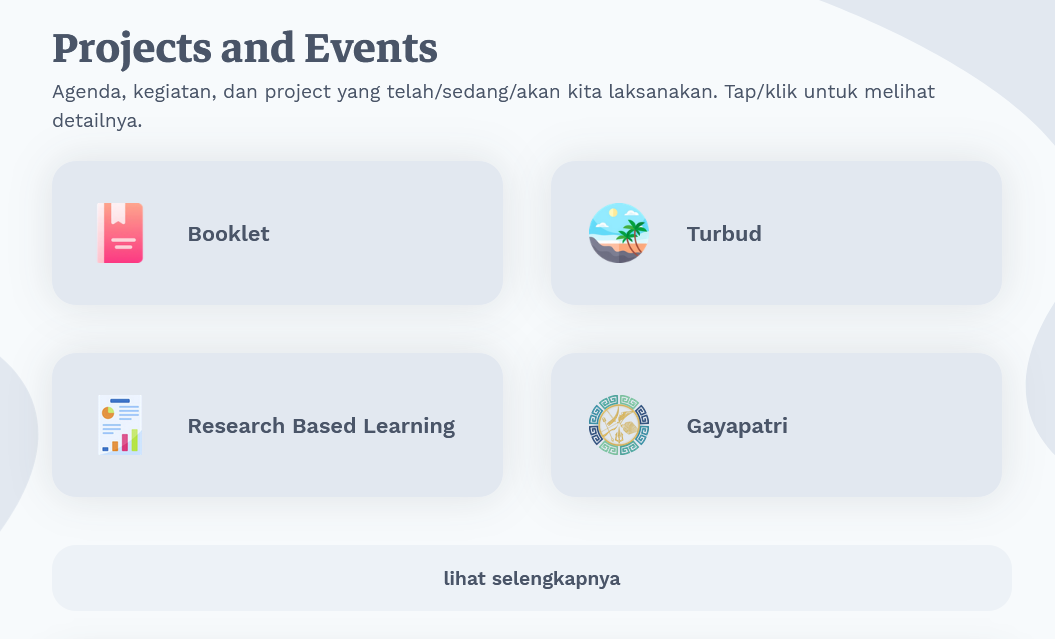 Projects and Events
Agenda, kegiatan, dan project yang telah/sedang/akan kita laksanakan. Tap/klik untuk melihat
detailnya.
Booklet
Turbud
Research Based Learning
Gayapatri
lihat selengkapnya